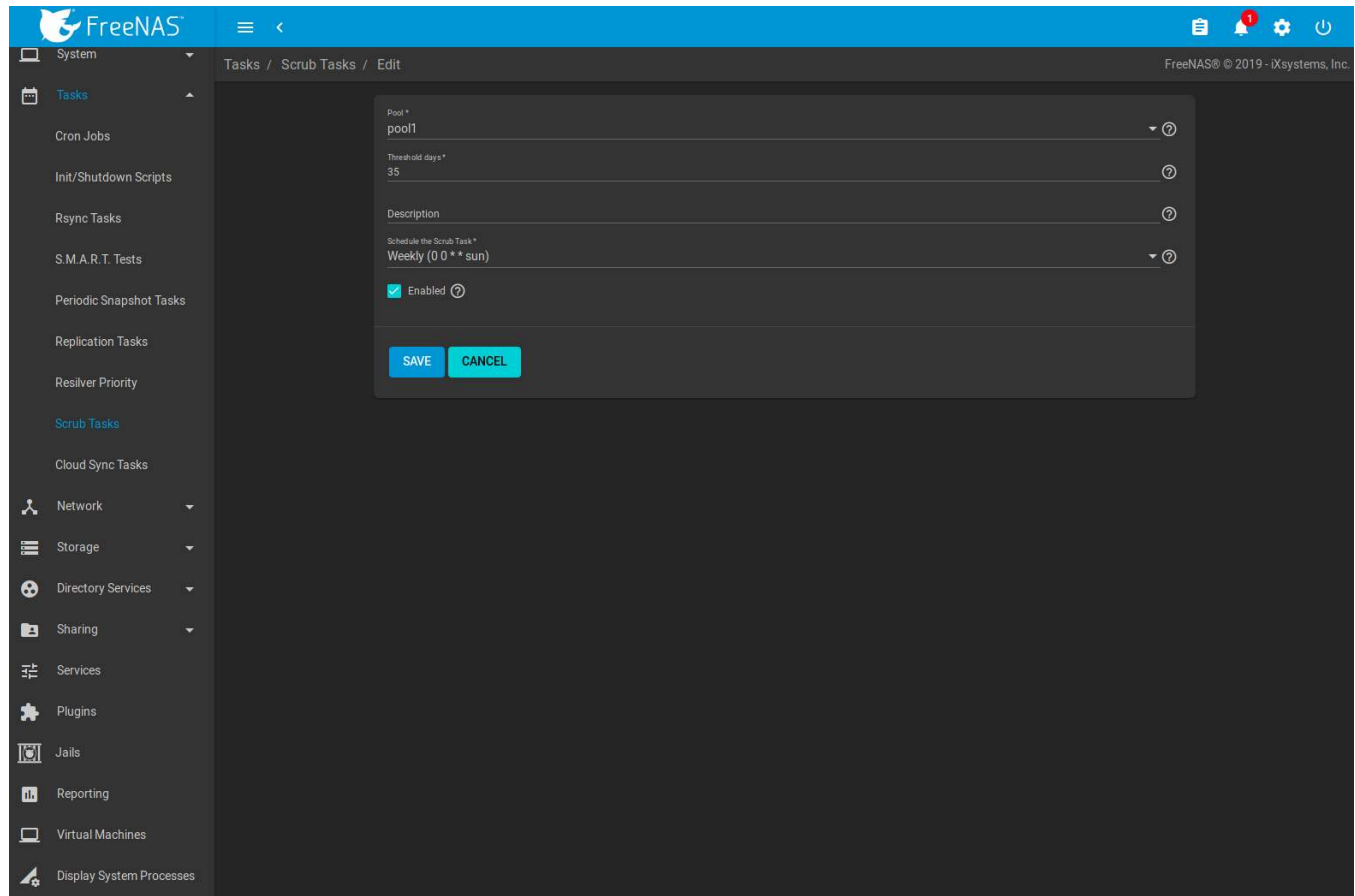 FreeNAS®
1
System
Tasks / Scrub Tasks / Edit
FreeNAS® © 2019 - iXsystems, Inc.
Tasks
Cron Jobs
Init/Shutdown Scripts
Rsync Tasks
S.M.A.R.T. Tests
Periodic Snapshot Tasks
Replication Tasks
Resilver Priority
Scrub Tasks
Cloud Sync Tasks
Network
Storage
Directory Services
Sharing
Services
Plugins
Jails
Reporting
Virtual Machines
Display System Processes
Pool *
pool1
Threshold days *
35
Description
Schedule the Scrub Task *
Weekly (0 0 * * sun)
Enabled
SAVE CANCEL